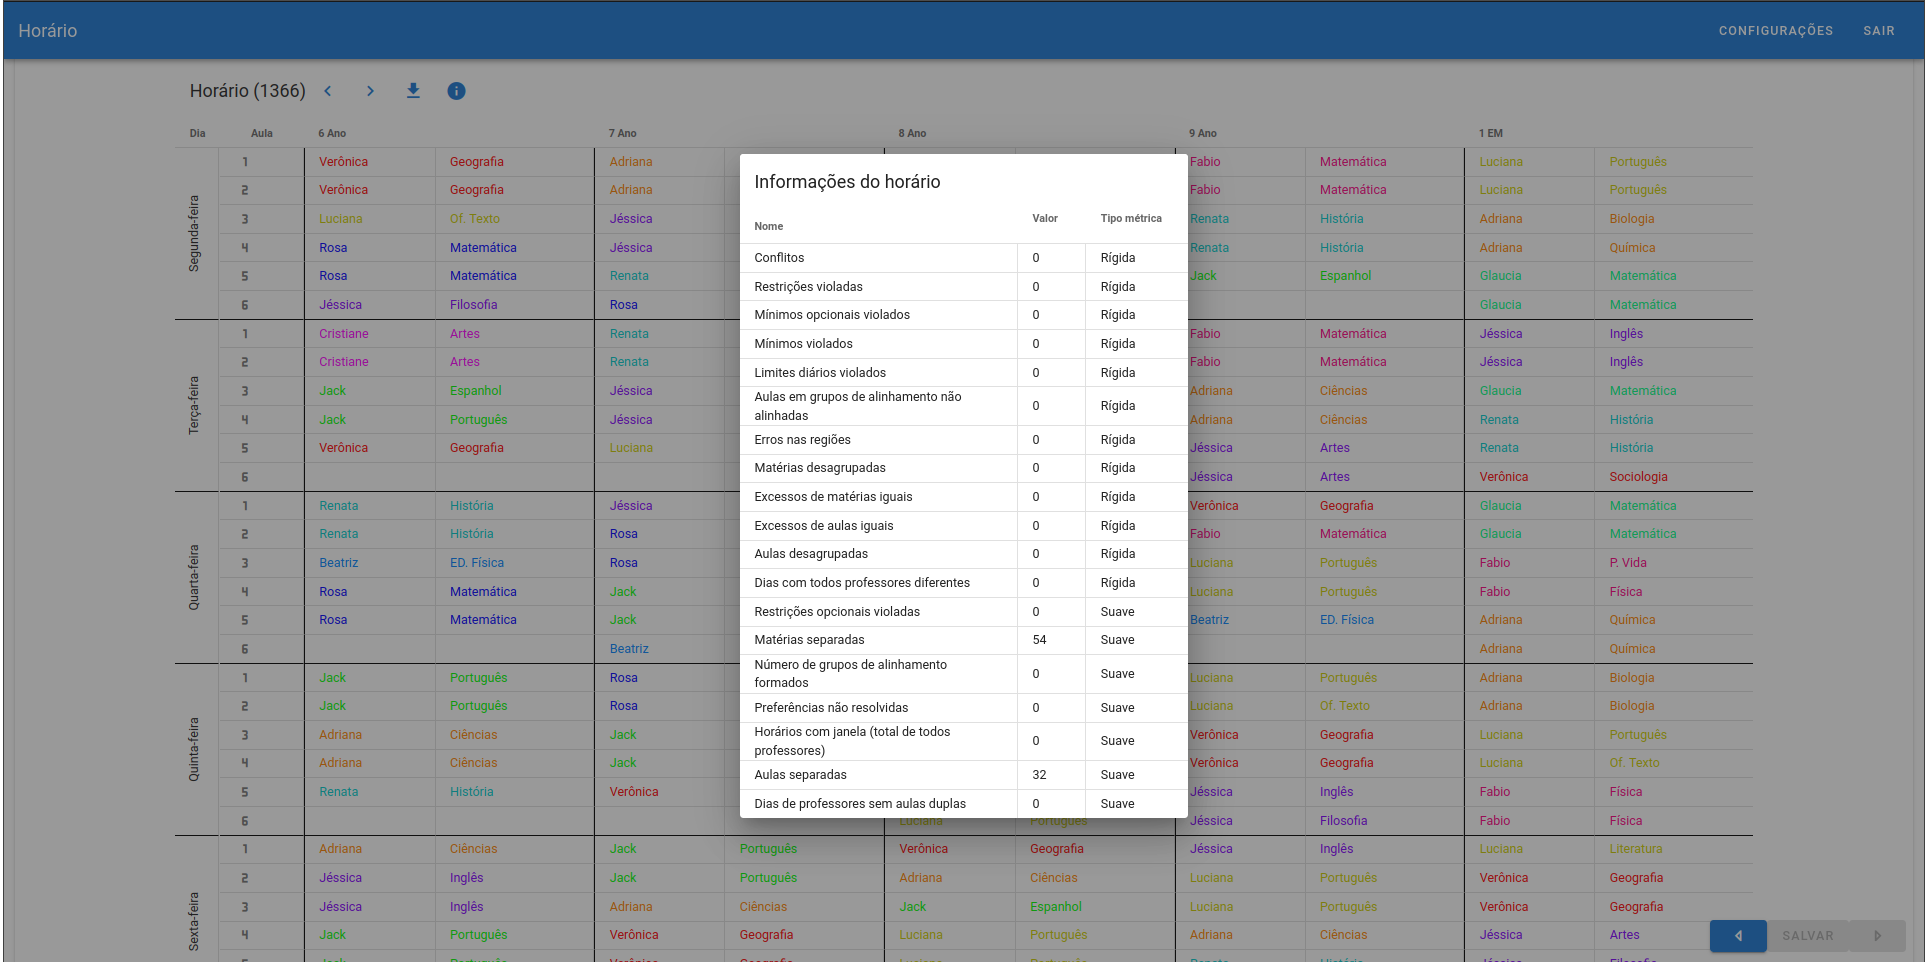 Horário CONFIGURAÇÕES SAIR
Horário (1366)
Dia Aula 6 Ano 7 Ano 8 Ano 9 Ano 1 EM
Segunda-feira
1 Verônica Geografia Adriana Fabio Matemática Luciana Português
2 Verônica Geografia Adriana Fabio Matemática Luciana Português
3 Luciana Of. Texto Jéssica Renata História Adriana Biologia
4 Rosa Matemática Jéssica Renata História Adriana Química
5 Rosa Matemática Renata Jack Espanhol Glaucia Matemática
6 Jéssica Filosofia Rosa Glaucia Matemática
Terça-feira
1 Cristiane Artes Renata Fabio Matemática Jéssica Inglês
2 Cristiane Artes Renata Fabio Matemática Jéssica Inglês
3 Jack Espanhol Jéssica Adriana Ciências Glaucia Matemática
4 Jack Português Jéssica Adriana Ciências Renata História
5 Verônica Geografia Luciana Jéssica Artes Renata História
6 Jéssica Artes Verônica Sociologia
Quarta-feira
1 Renata História Jéssica Verônica Geografia Glaucia Matemática
2 Renata História Rosa Fabio Matemática Glaucia Matemática
3 Beatriz ED. Física Rosa Luciana Português Fabio P. Vida
4 Rosa Matemática Jack Luciana Português Fabio Física
5 Rosa Matemática Jack Beatriz ED. Física Adriana Química
6 Beatriz Adriana Química
Quinta-feira
1 Jack Português Rosa Luciana Português Adriana Biologia
2 Jack Português Rosa Luciana Of. Texto Adriana Biologia
3 Adriana Ciências Jack Verônica Geografia Luciana Português
4 Adriana Ciências Jack Verônica Geografia Luciana Of. Texto
5 Renata História Verônica Jéssica Inglês Fabio Física
6 Luciana Português Jéssica Filosofia Fabio Física
Sexta-feira
1 Adriana Ciências Jack Português Verônica Geografia Jéssica Inglês Luciana Literatura
2 Jéssica Inglês Jack Português Adriana Ciências Luciana Português Verônica Geografia
3 Jéssica Inglês Adriana Ciências Jack Espanhol Luciana Português Verônica Geografia
4 Jack Português Verônica Geografia Luciana Português Adriana Ciências Jéssica Artes
Informações do horário
Nome Valor Tipo métrica
Conflitos 0 Rígida
Restrições violadas 0 Rígida
Mínimos opcionais violados 0 Rígida
Mínimos violados 0 Rígida
Limites diários violados 0 Rígida
Aulas em grupos de alinhamento não
alinhadas 0 Rígida
Erros nas regiões 0 Rígida
Matérias desagrupadas 0 Rígida
Excessos de matérias iguais 0 Rígida
Excessos de aulas iguais 0 Rígida
Aulas desagrupadas 0 Rígida
Dias com todos professores diferentes 0 Rígida
Restrições opcionais violadas 0 Suave
Matérias separadas 54 Suave
Número de grupos de alinhamento
formados 0 Suave
Preferências não resolvidas 0 Suave
Horários com janela (total de todos
professores) 0 Suave
Aulas separadas 32 Suave
Dias de professores sem aulas duplas 0 Suave
SALVAR